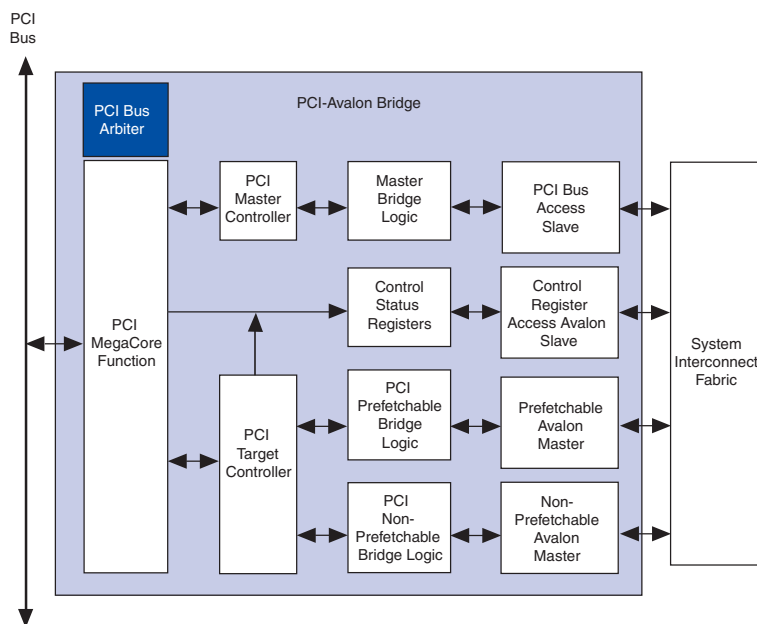 PCI
Bus
PCI-Avalon Bridge
PCI Bus
Arbiter
PCI
MegaCore
Function
PCI
Master
Controller
Master
Bridge
Logic
PCI Bus
Access
Slave
Control
Status
Registers
Control
Register
Access Avalon
Slave
PCI
Target
Controller
PCI
Prefetchable
Bridge
Logic
Prefetchable
Avalon
Master
PCI
Non-
Prefetchable
Bridge Logic
Non-
Prefetchable
Avalon
Master
System
Interconnect
Fabric